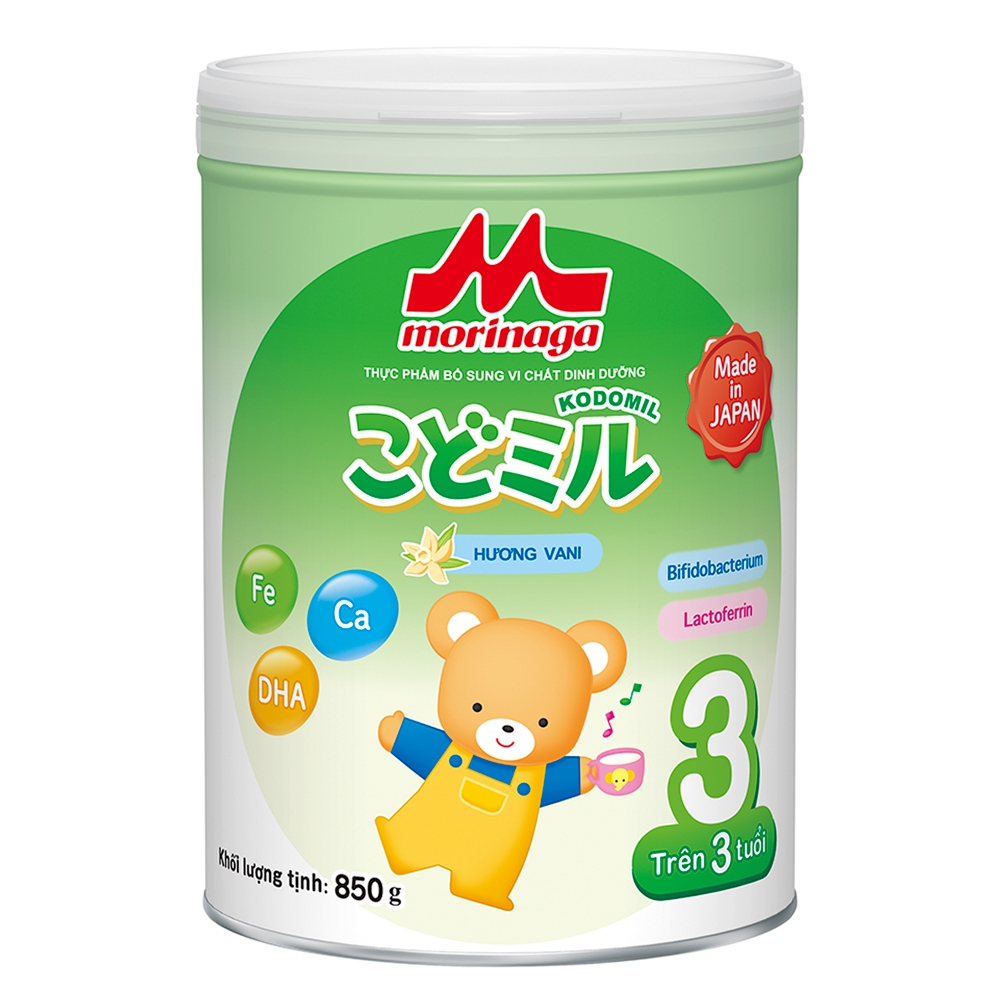 morinaga
THỰC PHẨM BỔ SUNG VI CHẤT DINH DƯỠNG
KODOMIL
こどミル
Made
in
JAPAN
HƯƠNG VANI
Bifidobacterium
Lactoferrin
Fe
Ca
DHA
3
Trên 3 tuổi
Khối lượng tịnh: 850 g